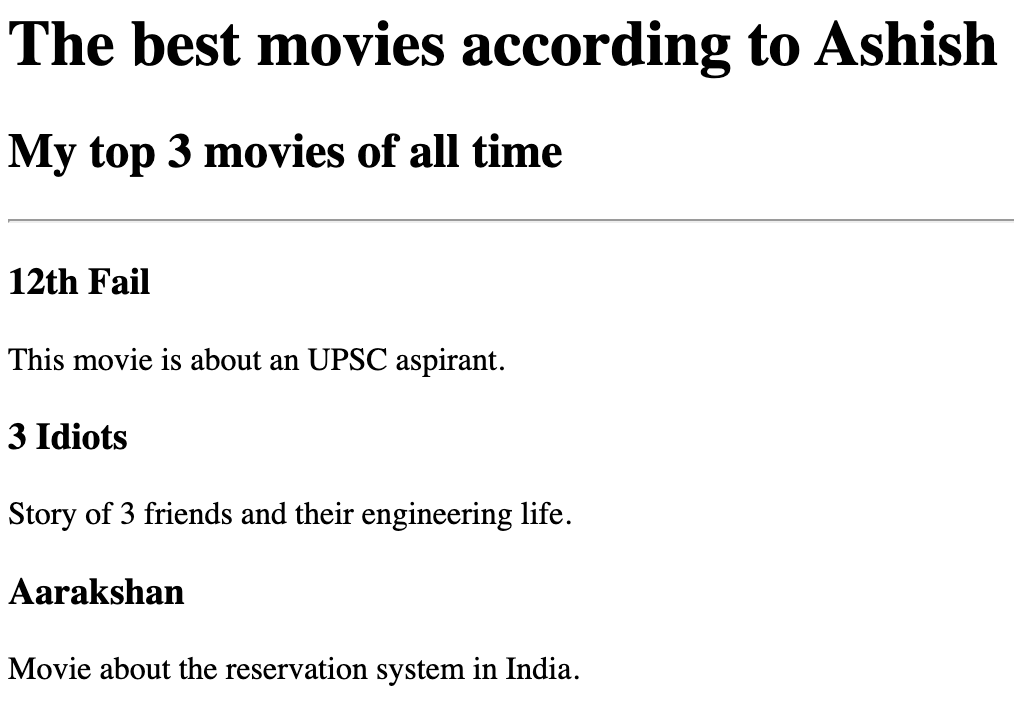 The best movies according to Ashish
My top 3 movies of all time
12th Fail
This movie is about an UPSC aspirant.
3 Idiots
Story of 3 friends and their engineering life.
Aarakshan
Movie about the reservation system in India.